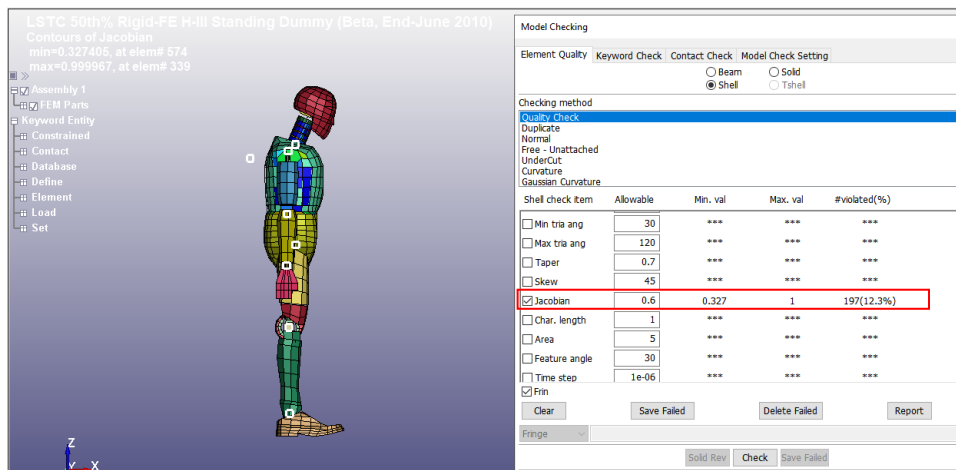 LSTC 50th% Rigid-FE H-III Standing Dummy (Beta, End-June 2010)
Contours of Jacobian
min=0.327405, at elem# 574
max=0.999967, at elem# 339
Assembly 1
FEM Parts
Keyword Entity
Constrained
Contact
Database
Define
Element
Load
Set
Z
Y X
Model Checking
Element Quality Keyword Check Contact Check Model Check Setting
Beam Solid
Shell Tshell
Checking method
Quality Check
Duplicate
Normal
Free - Unattached
UnderCut
Curvature
Gaussian Curvature
Shell check item Allowable Min. val Max. val #violated(%)
Min tria ang 30 *** *** ***
Max tria ang 120 *** *** ***
Taper 0.7 *** *** ***
Skew 45 *** *** ***
Jacobian 0.6 0.327 1 197(12.3%)
Char. length 1 *** *** ***
Area 5 *** *** ***
Feature angle 30 *** *** ***
Time step 1e-06 *** *** ***
Frin
Clear Save Failed Delete Failed Report
Fringe
Solid Rev Check Save Failed